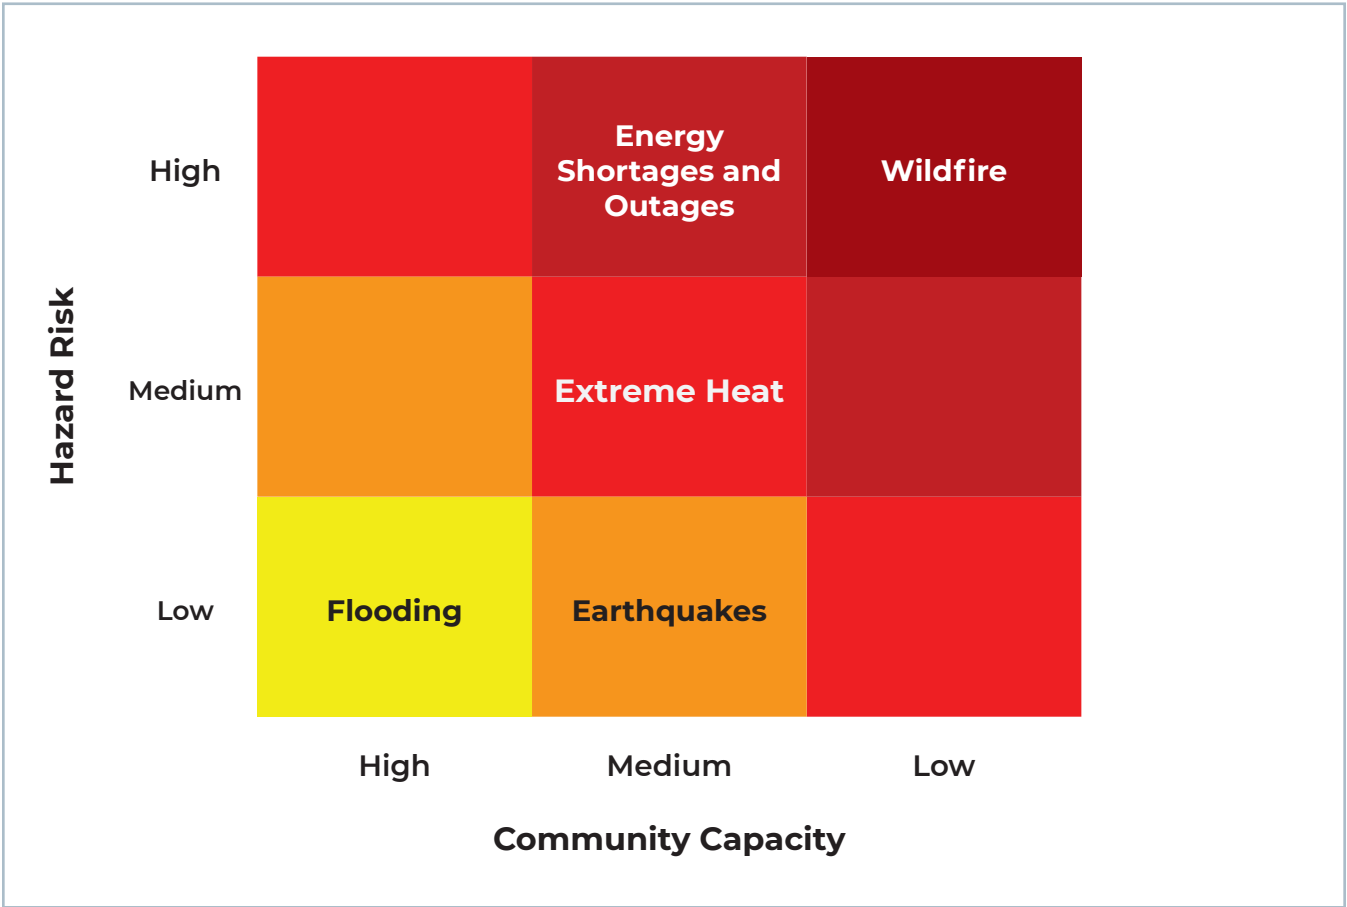 High
Energy
Shortages and
Outages
Wildfire
Hazard Risk
Medium
Extreme Heat
Low
Flooding
Earthquakes
High
Medium
Low
Community Capacity